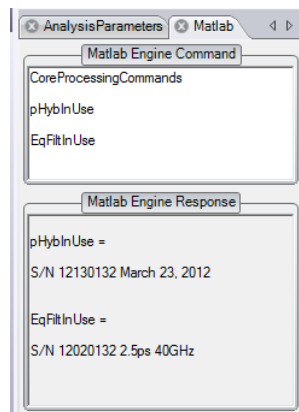 AnalysisParameters Matlab
Matlab Engine Command
CoreProcessingCommands
pHybInUse
EqFiltInUse
Matlab Engine Response
pHybInUse =
S/N 12130132 March 23, 2012
EqFiltInUse =
S/N 12020132 2.5ps 40GHz